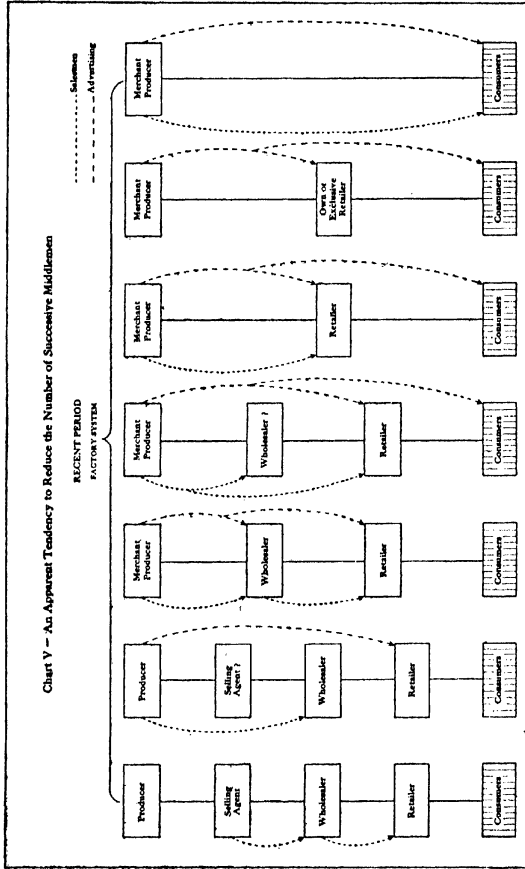 Chart V — An Apparent Tendency to Reduce the Number of Successive Middlemen
RECENT PERIOD
FACTORY SYSTEM
Salesmen
Advertising
Producer
Selling
Agent
Wholesaler
Retailer
Consumers
Producer
Selling
Agent ?
Wholesaler
Retailer
Consumers
Merchant
Producer
Wholesaler
Retailer
Consumers
Merchant
Producer
Wholesaler ?
Retailer
Consumers
Merchant
Producer
Retailer
Consumers
Merchant
Producer
Own or
Exclusive
Retailer
Consumers
Merchant
Producer
Consumers